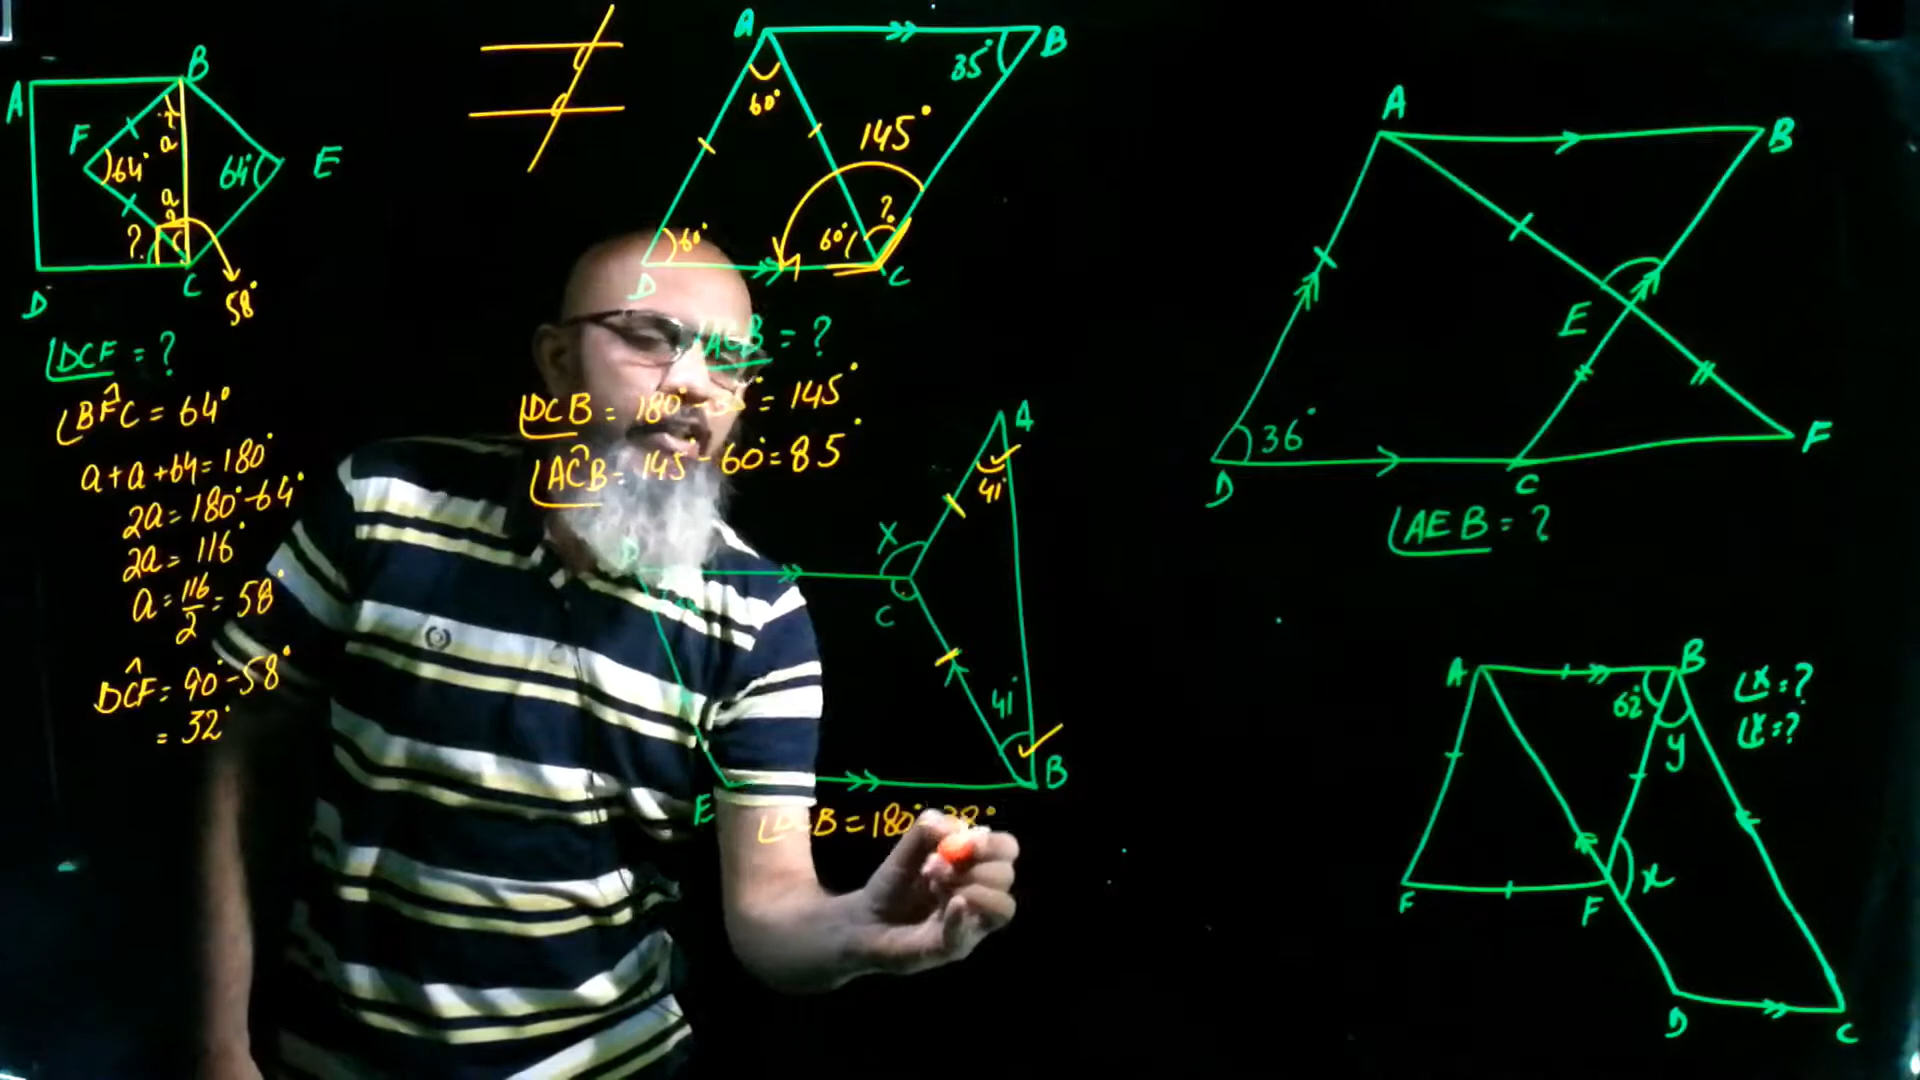 A
B
F
64°
a
a
64°
E
?
D
C
58°
∠DCF = ?
∠BF̂C = 64°
a + a + 64 = 180°
2a = 180° - 64°
2a = 116°
a = 116/2 = 58°
DĈF = 90° - 58°
= 32°
A
B
35°
60°
145°
60°
60°
?
D
C
= ?
∠DCB = 180° - 35° = 145°
∠AĈB = 145° - 60° = 85°
A
41°
X
C
41°
E
B
B = 180° - 38°
A
B
E
36°
D
C
F
∠AEB = ?
A
B
62°
y
∠x = ?
= ?
F
F
x
D
C